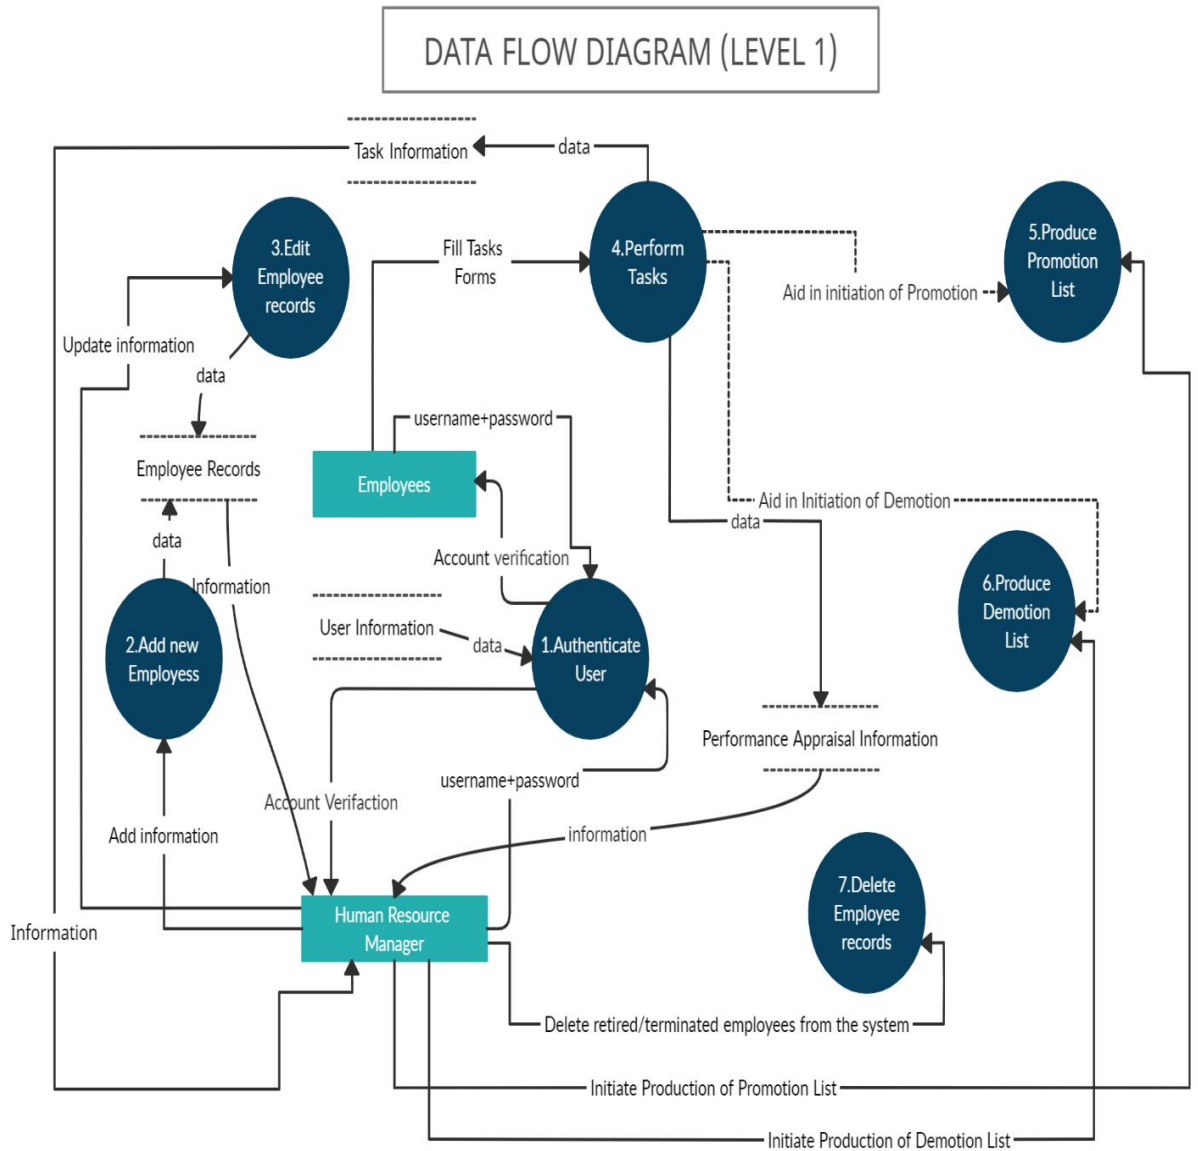 DATA FLOW DIAGRAM (LEVEL 1)
Task Information
data
3.Edit
Employee
records
Fill Tasks
Forms
4.Perform
Tasks
5.Produce
Promotion
List
Aid in initiation of Promotion
Update information
data
username+password
Employee Records
Employees
Aid in Initiation of Demotion
data
data
Account verification
Information
6.Produce
Demotion
List
User Information
data
1.Authenticate
User
2.Add new
Employess
Performance Appraisal Information
username+password
Account Verifaction
Add information
information
7.Delete
Employee
records
Human Resource
Manager
Information
Delete retired/terminated employees from the system
Initiate Production of Promotion List
Initiate Production of Demotion List